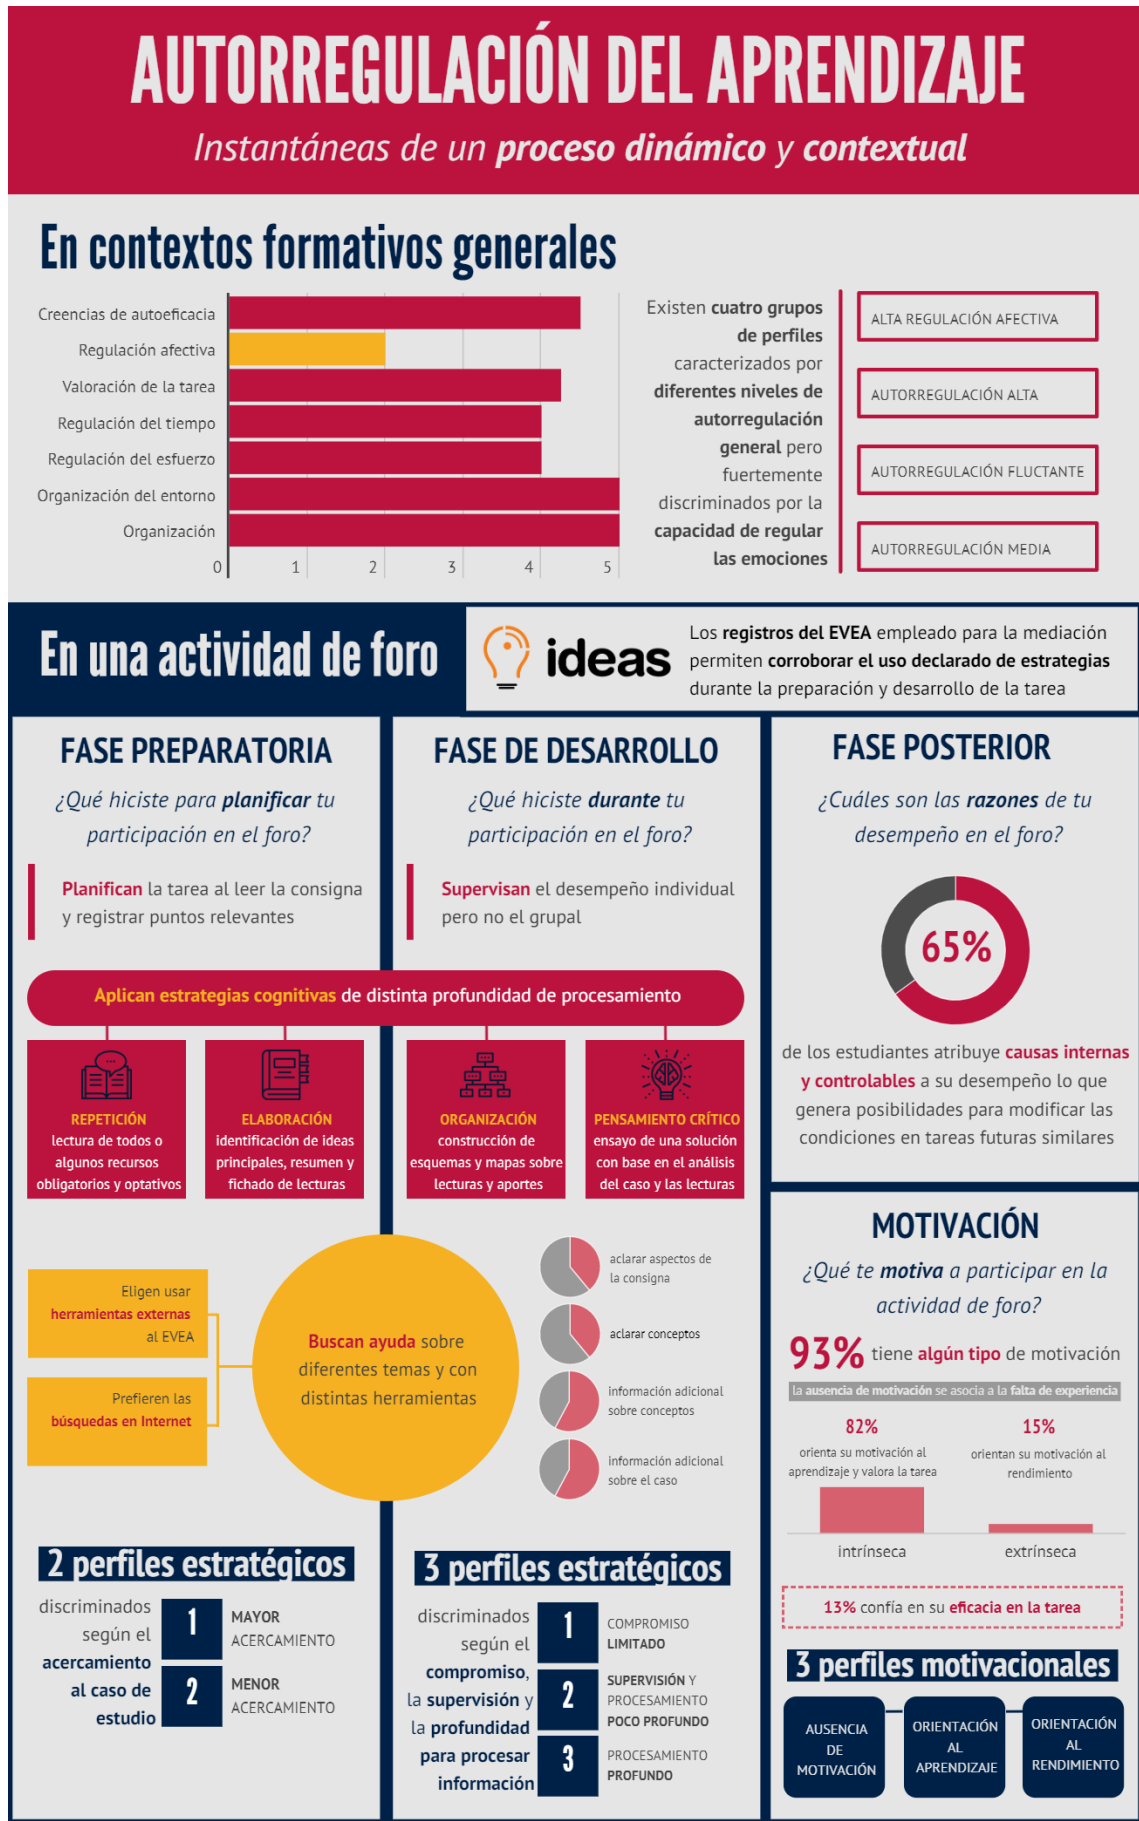 AUTORREGULACIÓN DEL APRENDIZAJE
Instantáneas de un proceso dinámico y contextual
En contextos formativos generales
Creencias de autoeficacia
Regulación afectiva
Valoración de la tarea
Regulación del tiempo
Regulación del esfuerzo
Organización del entorno
Organización
0 1 2 3 4 5
Existen cuatro grupos
de perfiles
caracterizados por
diferentes niveles de
autorregulación
general pero
fuertemente
discriminados por la
capacidad de regular
las emociones
ALTA REGULACIÓN AFECTIVA
AUTORREGULACIÓN ALTA
AUTORREGULACIÓN FLUCTANTE
AUTORREGULACIÓN MEDIA
En una actividad de foro
ideas
Los registros del EVEA empleado para la mediación
permiten corroborar el uso declarado de estrategias
durante la preparación y desarrollo de la tarea
FASE PREPARATORIA
¿Qué hiciste para planificar tu
participación en el foro?
Planifican la tarea al leer la consigna
y registrar puntos relevantes
FASE DE DESARROLLO
¿Qué hiciste durante tu
participación en el foro?
Supervisan el desempeño individual
pero no el grupal
Aplican estrategias cognitivas de distinta profundidad de procesamiento
REPETICIÓN
lectura de todos o
algunos recursos
obligatorios y optativos
ELABORACIÓN
identificación de ideas
principales, resumen y
fichado de lecturas
ORGANIZACIÓN
construcción de
esquemas y mapas sobre
lecturas y aportes
PENSAMIENTO CRÍTICO
ensayo de una solución
con base en el análisis
del caso y las lecturas
Eligen usar
herramientas externas
al EVEA
Prefieren las
búsquedas en Internet
Buscan ayuda sobre
diferentes temas y con
distintas herramientas
aclarar aspectos de
la consigna
aclarar conceptos
información adicional
sobre conceptos
información adicional
sobre el caso
2 perfiles estratégicos
discriminados
según el
acercamiento
al caso de
estudio
1
MAYOR
ACERCAMIENTO
2
MENOR
ACERCAMIENTO
3 perfiles estratégicos
discriminados
según el
compromiso,
la supervisión y
la profundidad
para procesar
información
1
COMPROMISO
LIMITADO
2
SUPERVISIÓN Y
PROCESAMIENTO
POCO PROFUNDO
3
PROCESAMIENTO
PROFUNDO
FASE POSTERIOR
¿Cuáles son las razones de tu
desempeño en el foro?
65%
de los estudiantes atribuye causas internas
y controlables a su desempeño lo que
genera posibilidades para modificar las
condiciones en tareas futuras similares
MOTIVACIÓN
¿Qué te motiva a participar en la
actividad de foro?
93% tiene algún tipo de motivación
la ausencia de motivación se asocia a la falta de experiencia
82%
orienta su motivación al
aprendizaje y valora la tarea
intrínseca
15%
orientan su motivación al
rendimiento
extrínseca
13% confía en su eficacia en la tarea
3 perfiles motivacionales
AUSENCIA
DE
MOTIVACIÓN
ORIENTACIÓN
AL
APRENDIZAJE
ORIENTACIÓN
AL
RENDIMIENTO